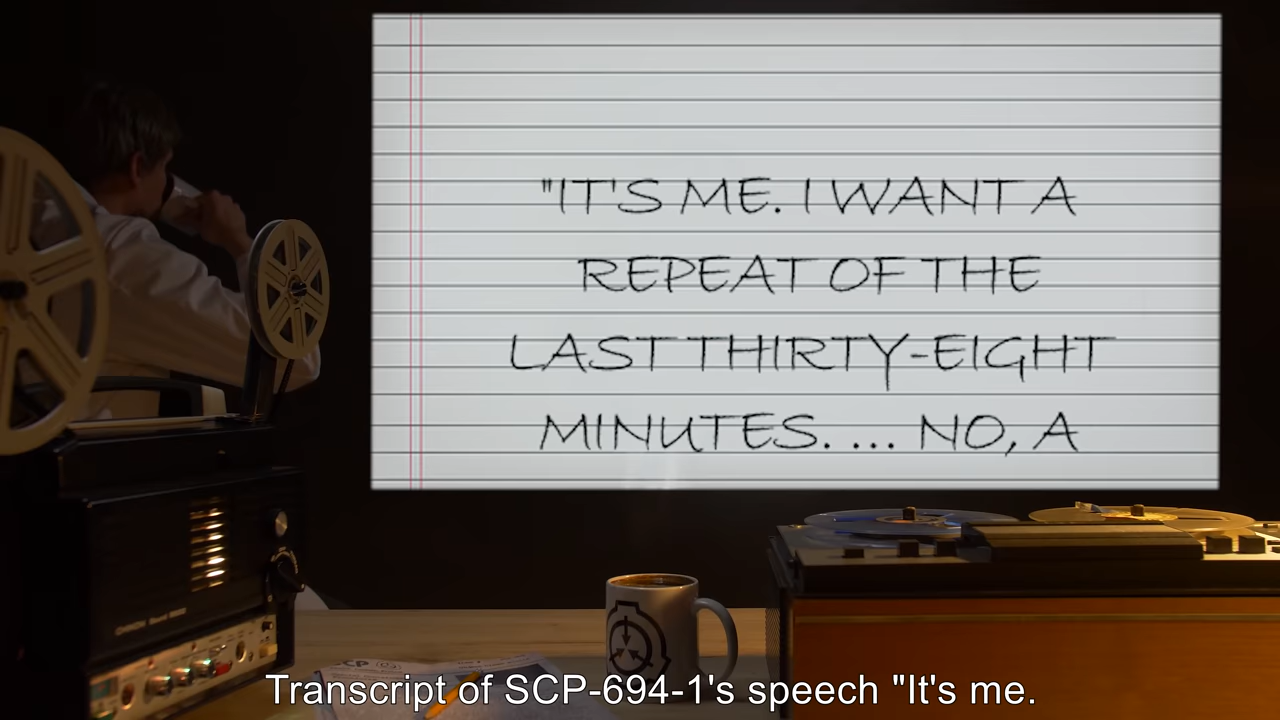 "IT'S ME. I WANT A
REPEAT OF THE
LAST THIRTY-EIGHT
MINUTES. ... NO, A
Transcript of SCP-694-1's speech "It's me.